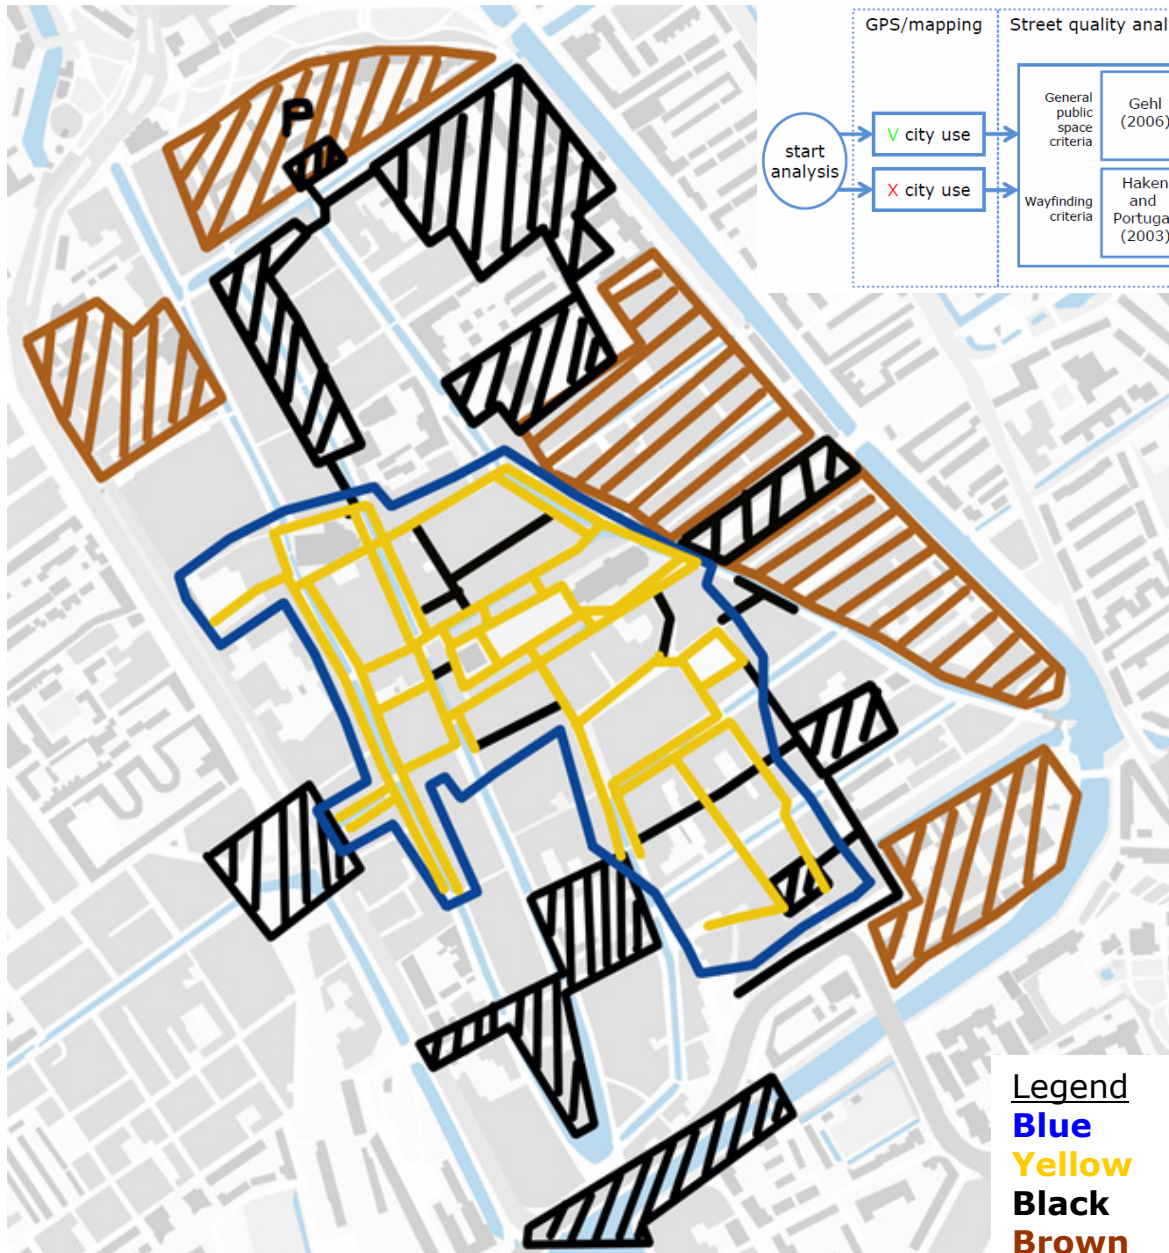 GPS/mapping
Street quality anal
start
analysis
V city use
X city use
General
public
space
criteria
Gehl
(2006)
Wayfinding
criteria
Haken
and
Portuga
(2003)
P
Legend
Blue
Yellow
Black
Brown